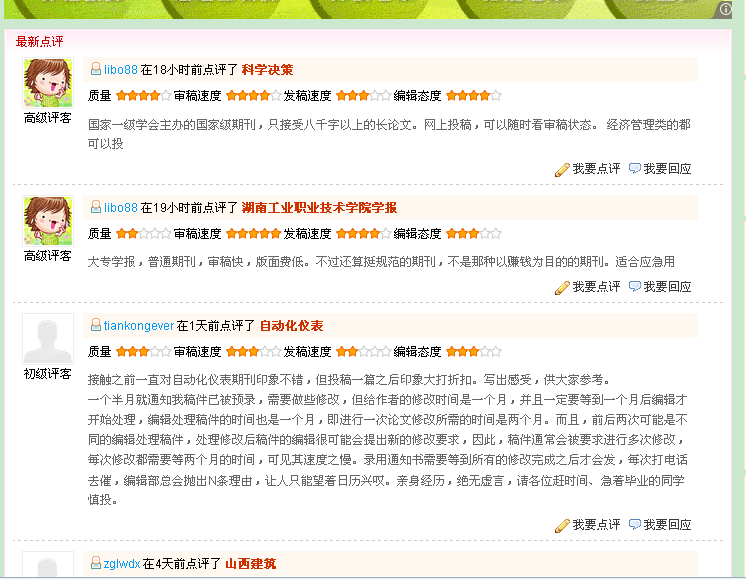 最新点评
libo88 在18小时前点评了 科学决策
质量 审稿速度 发稿速度 编辑态度
高级评客
国家一级学会主办的国家级期刊，只接受八千字以上的长论文。网上投稿，可以随时看审稿状态。 经济管理类的都
可以投
我要点评 我要回应
libo88 在19小时前点评了 湖南工业职业技术学院学报
质量 审稿速度 发稿速度 编辑态度
高级评客
大专学报，普通期刊，审稿快，版面费低。不过还算挺规范的期刊，不是那种以赚钱为目的的期刊。适合应急用
我要点评 我要回应
tiankongever 在1天前点评了 自动化仪表
质量 审稿速度 发稿速度 编辑态度
初级评客
接触之前一直对自动化仪表期刊印象不错，但投稿一篇之后印象大打折扣。写出感受，供大家参考。
一个半月就通知我稿件已被预录，需要做些修改，但给作者的修改时间是一个月，并且一定要等到一个月后编辑才
开始处理，编辑处理稿件的时间也是一个月，即进行一次论文修改所需的时间是两个月。而且，前后两次可能是不
同的编辑处理稿件，处理修改后稿件的编辑很可能会提出新的修改要求，因此，稿件通常会被要求进行多次修改，
每次修改都需要等两个月的时间，可见其速度之慢。录用通知书需要等到所有的修改完成之后才会发，每次打电话
去催，编辑部总会抛出N条理由，让人只能望着日历兴叹。亲身经历，绝无虚言，请各位赶时间、急着毕业的同学
慎投。
我要点评 我要回应
zglwdx 在4天前点评了 山西建筑